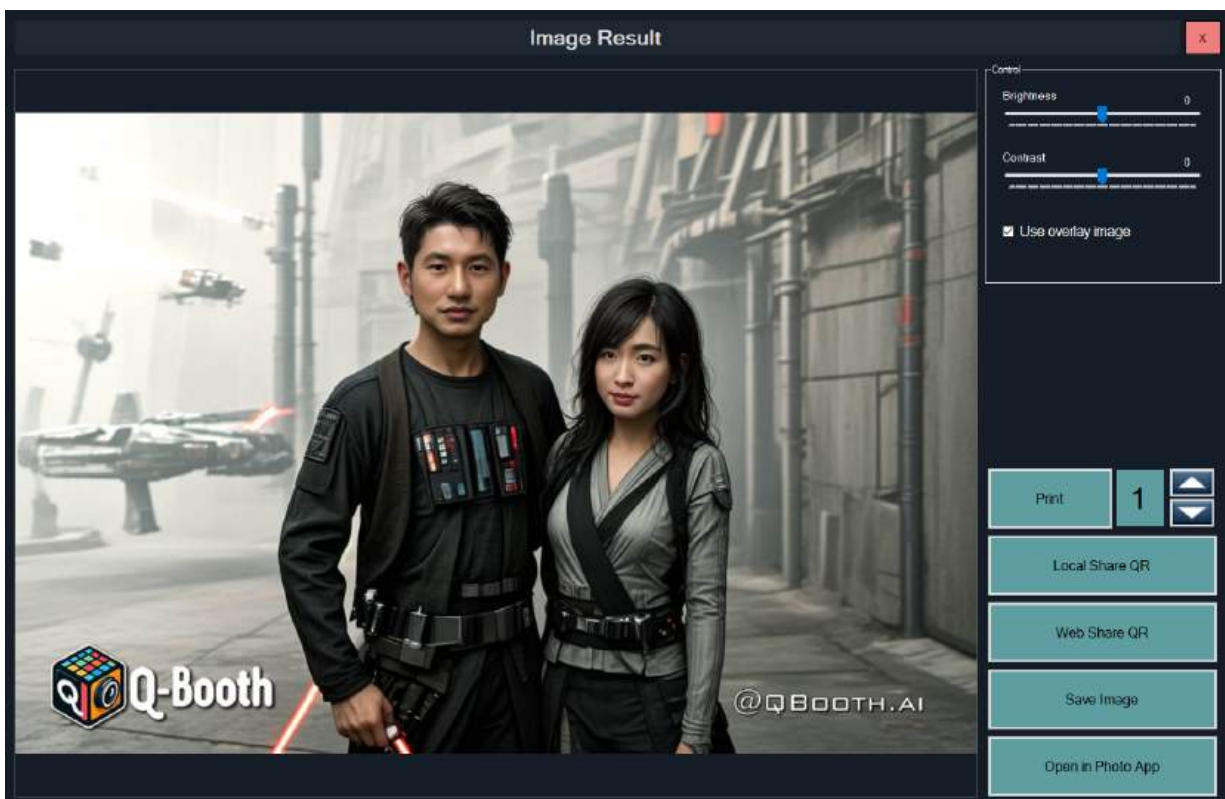 Image Result
x
Control
Brightness 0
Contrast 0
Use overlay image
Print 1
Local Share QR
Web Share QR
Save Image
Open in Photo App
Q Q-Booth
@QBOOTH.AI